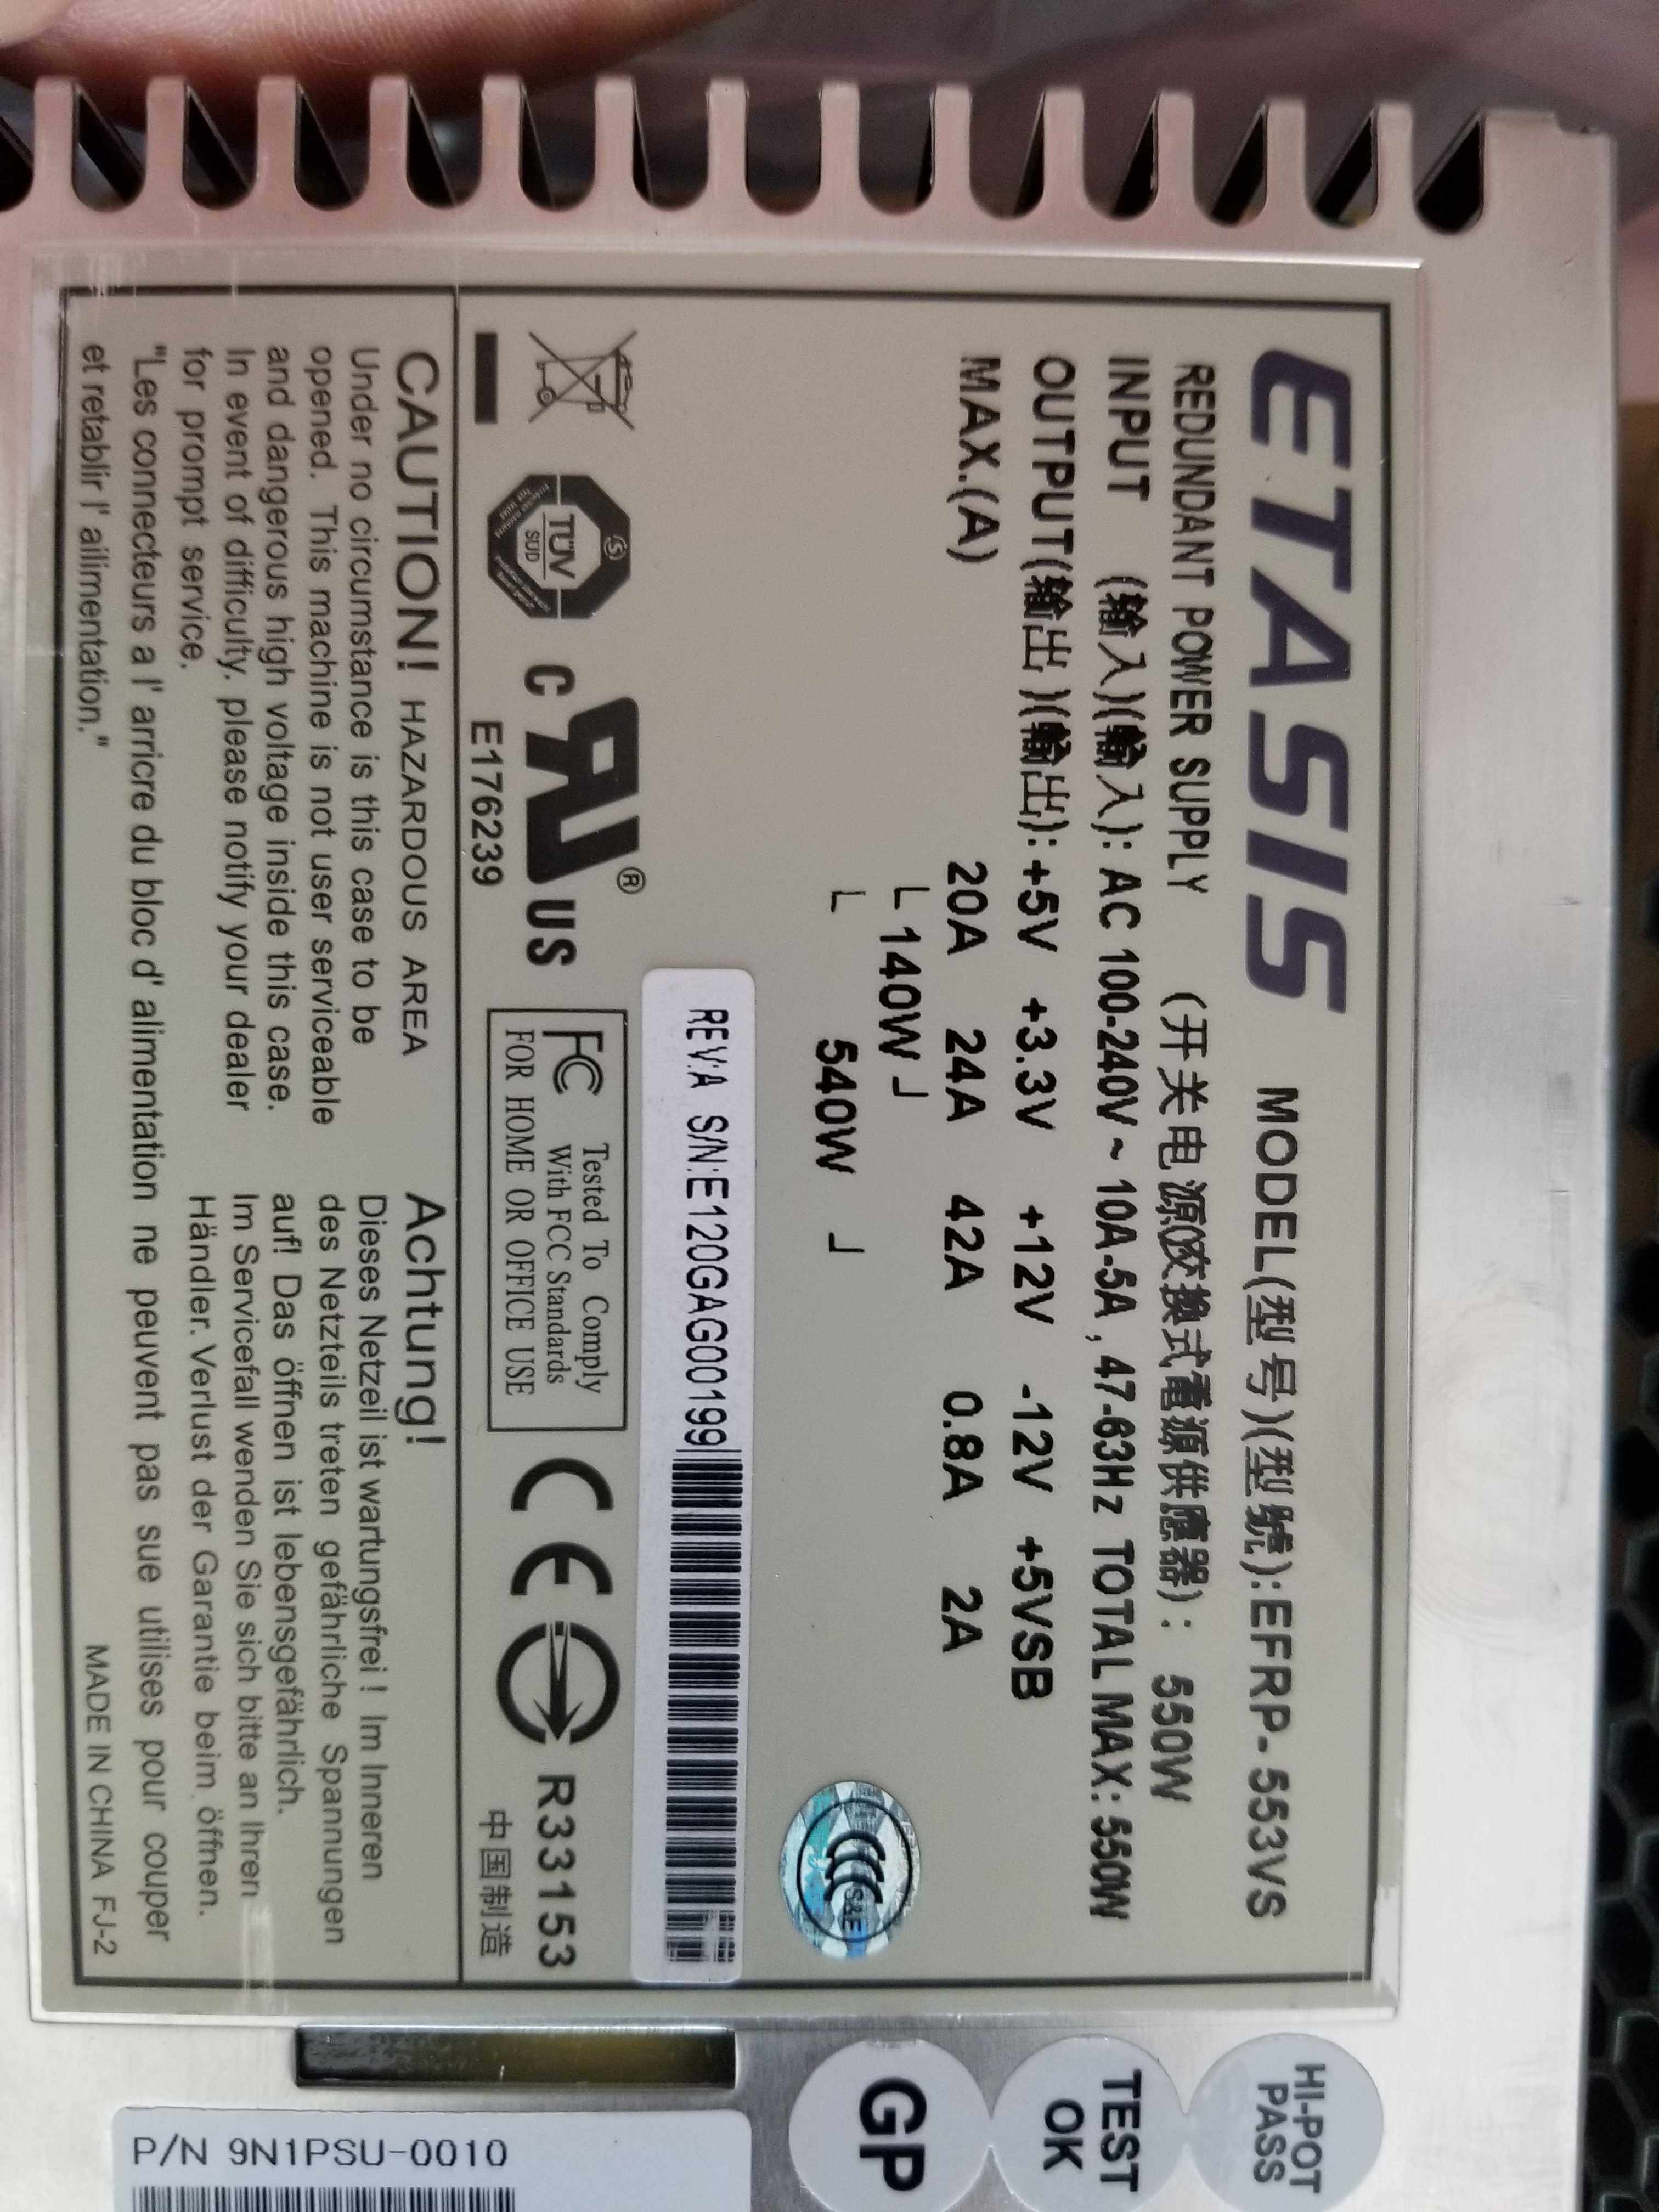 ETASIS MODEL(型号)(型號):EFRP-553VS
REDUNDANT POWER SUPPLY (开关电源)(交換式電源供應器): 550W
INPUT (输入)(輸入): AC 100-240V ~ 10A-5A , 47-63Hz TOTAL MAX: 550W
OUTPUT(输出)(輸出): +5V +3.3V +12V -12V +5VSB
MAX.(A) 20A 24A 42A 0.8A 2A
└ 140W ┘
└ 540W ┘
S&E
REV:A S/N:E120GAG00199
TÜV
SÜD
C US ®
E176239
FC Tested To Comply
With FCC Standards
FOR HOME OR OFFICE USE
CE
R33153
中国制造
CAUTION! HAZARDOUS AREA
Under no circumstance is this case to be
opened. This machine is not user serviceable
and dangerous high voltage inside this case.
In event of difficulty, please notify your dealer
for prompt service.
Achtung!
Dieses Netzeil ist wartungsfrei ! Im Inneren
des Netzteils treten gefährliche Spannungen
auf! Das öffnen ist lebensgefährlich.
Im Servicefall wenden Sie sich bitte an Ihren
Händler. Verlust der Garantie beim öffnen.
"Les connecteurs a l' arricre du bloc d' alimentation ne peuvent pas sue utilises pour couper
et retablir l' ailimentation."
MADE IN CHINA FJ-2
HI-POT
PASS
TEST
OK
GP
P/N 9N1PSU-0010